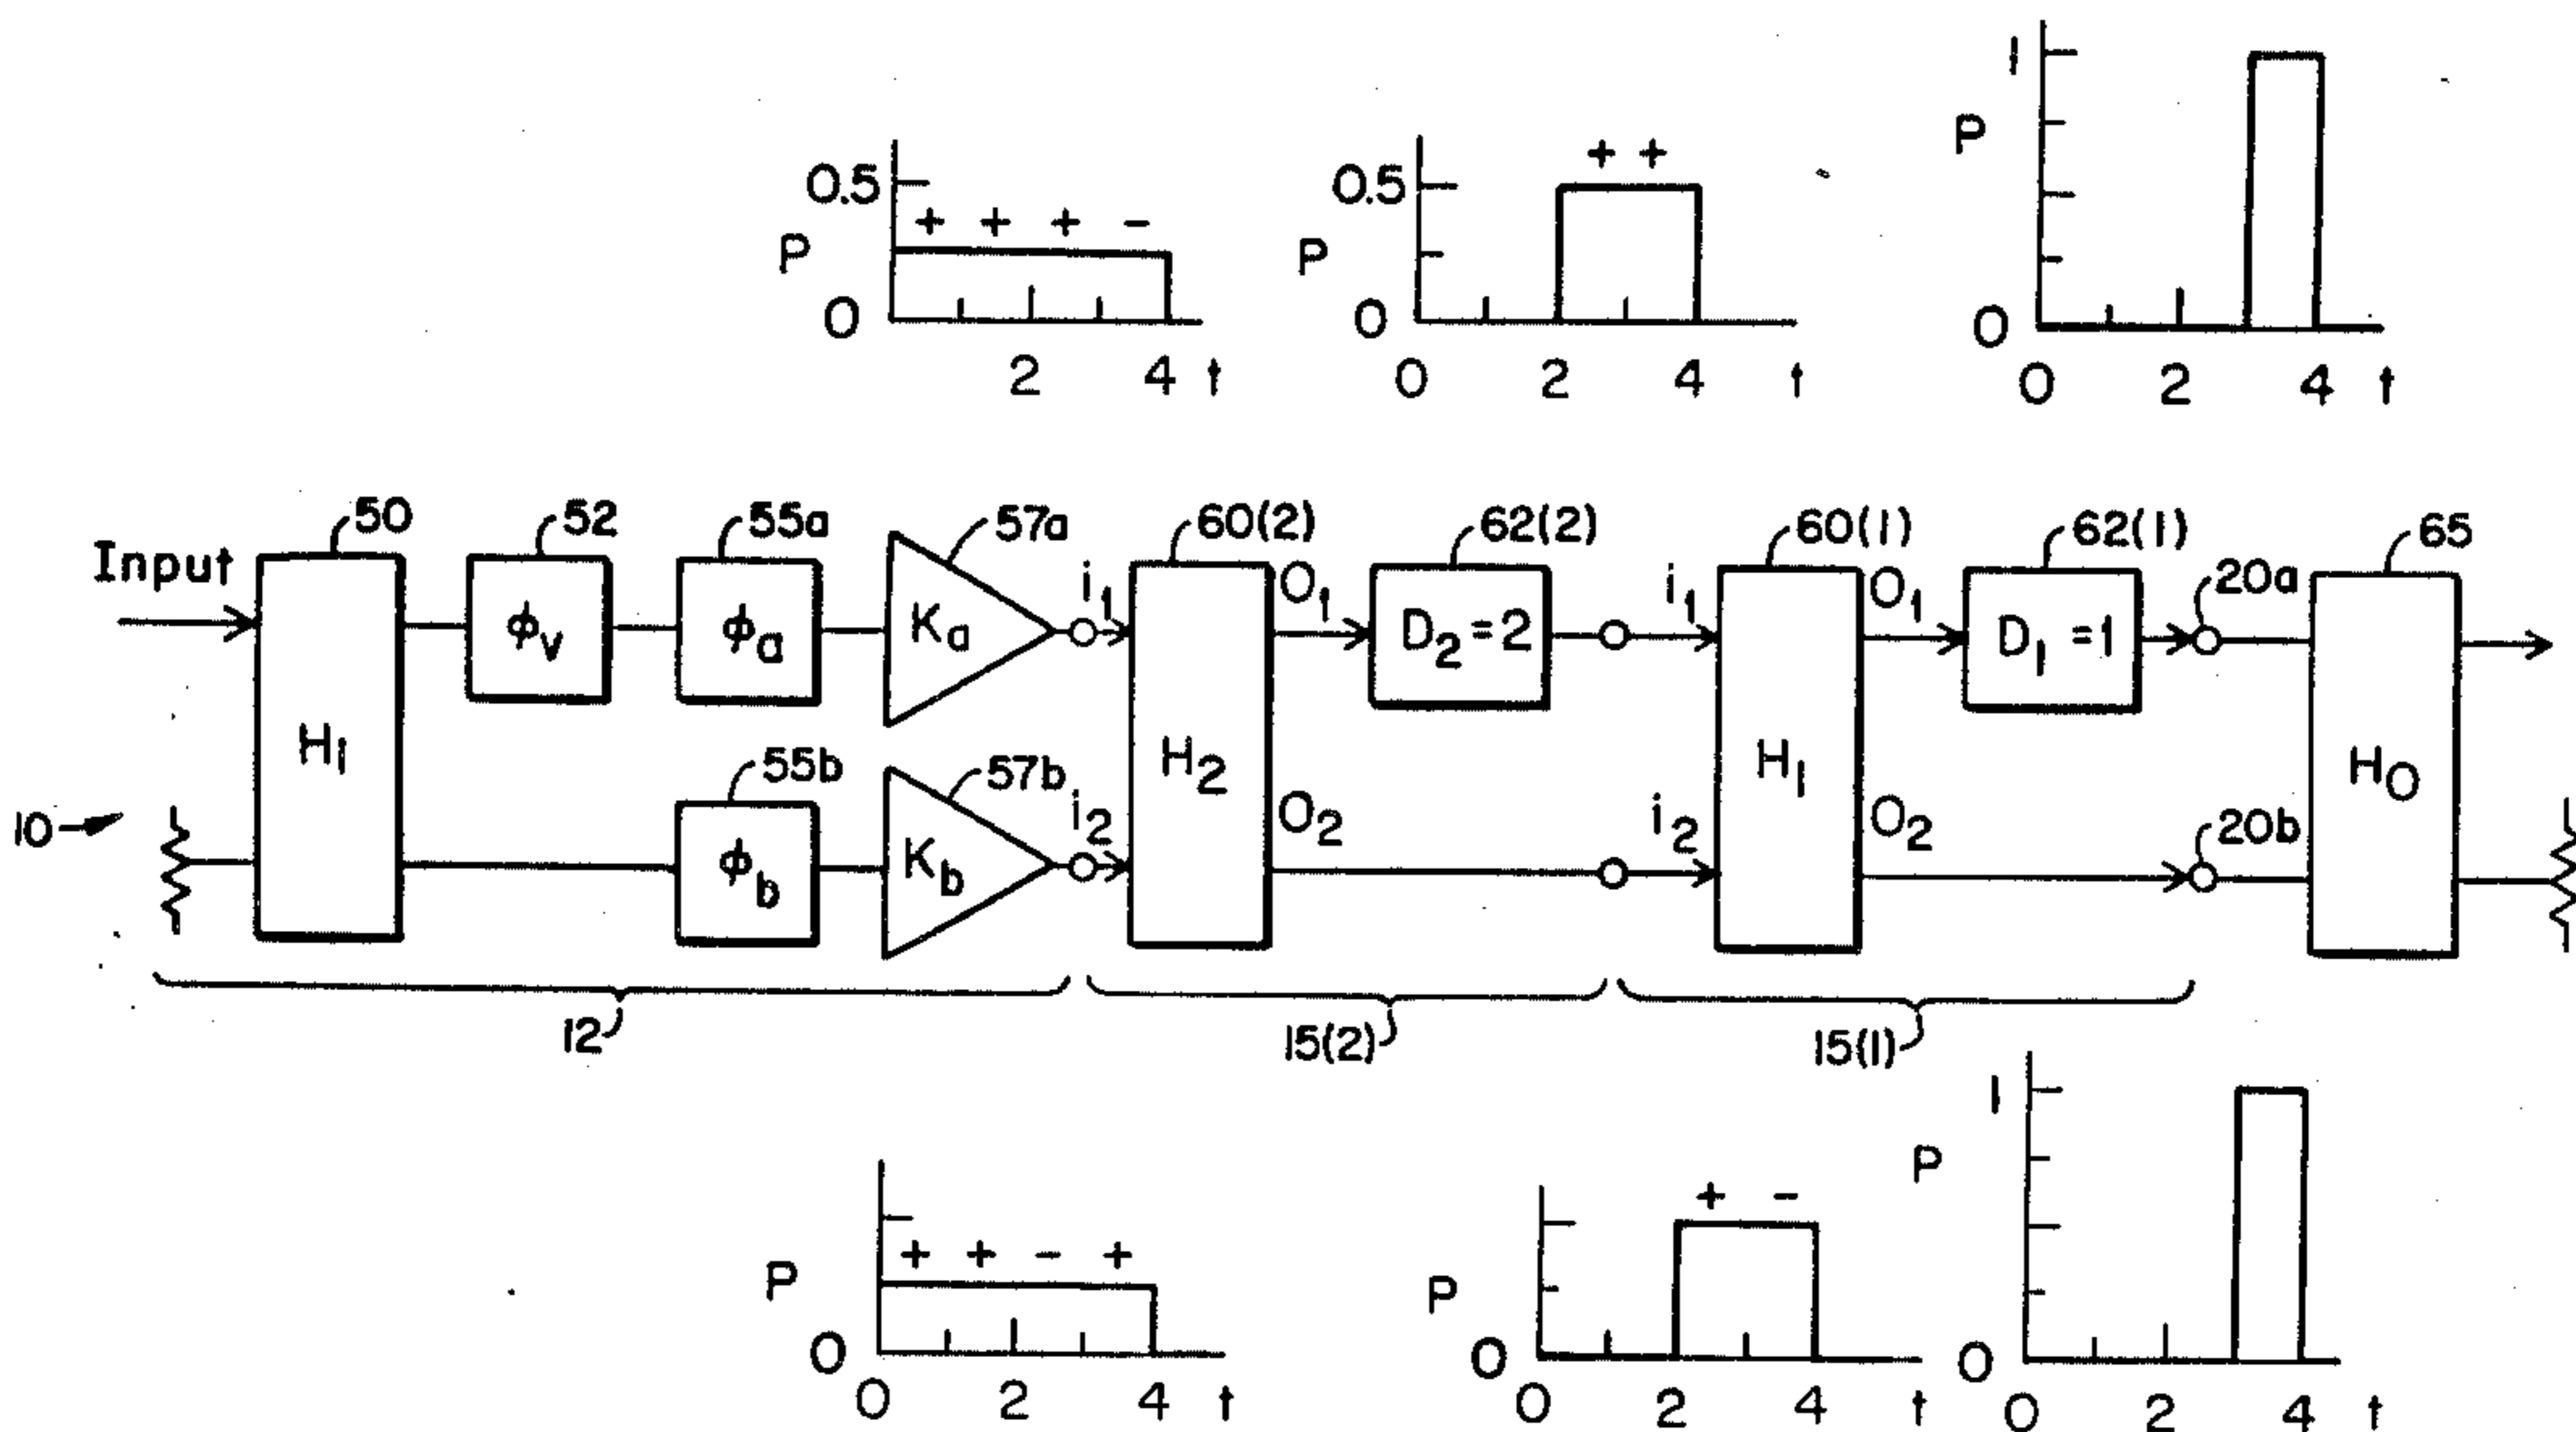 0.5
+ + + -
P
0
2 4 t
0.5
+ +
P
0
0 2 4 t
1
P
0
0 2 4 t
Input
50
52
55a
57a
60(2)
62(2)
60(1)
62(1)
20a
65
H1
ϕv
ϕa
Ka
i1
H2
O1
D2 = 2
i1
H1
O1
D1 = 1
H0
10
55b
ϕb
57b
Kb
i2
O2
i2
O2
20b
12
15(2)
15(1)
P
+ + - +
0
0 2 4 t
P
+ -
0
0 2 4 t
1
P
0
0 2 4 t